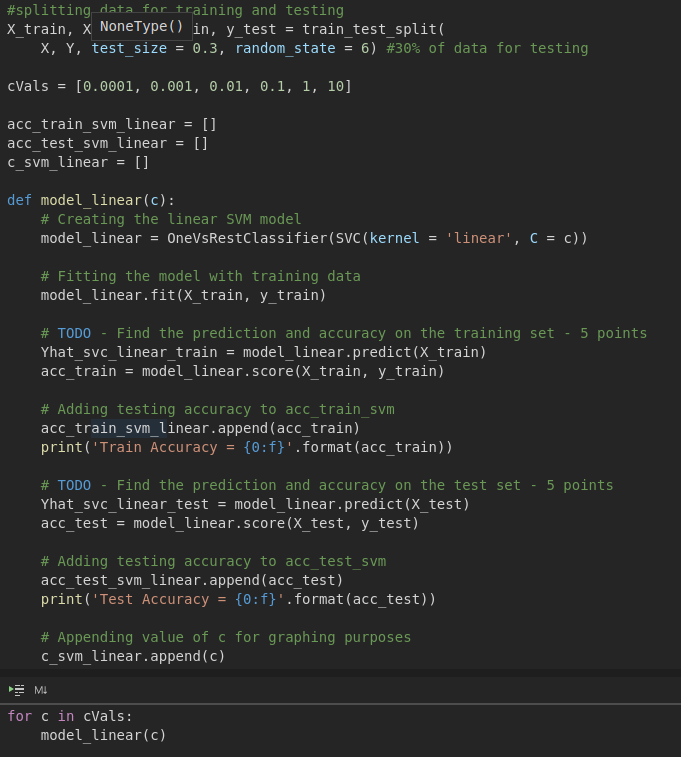 #splitting data for training and testing
X_train, X NoneType() in, y_test = train_test_split(
    X, Y, test_size = 0.3, random_state = 6) #30% of data for testing

cVals = [0.0001, 0.001, 0.01, 0.1, 1, 10]

acc_train_svm_linear = []
acc_test_svm_linear = []
c_svm_linear = []

def model_linear(c):
    # Creating the linear SVM model
    model_linear = OneVsRestClassifier(SVC(kernel = 'linear', C = c))

    # Fitting the model with training data
    model_linear.fit(X_train, y_train)

    # TODO - Find the prediction and accuracy on the training set - 5 points
    Yhat_svc_linear_train = model_linear.predict(X_train)
    acc_train = model_linear.score(X_train, y_train)

    # Adding testing accuracy to acc_train_svm
    acc_train_svm_linear.append(acc_train)
    print('Train Accuracy = {0:f}'.format(acc_train))

    # TODO - Find the prediction and accuracy on the test set - 5 points
    Yhat_svc_linear_test = model_linear.predict(X_test)
    acc_test = model_linear.score(X_test, y_test)

    # Adding testing accuracy to acc_test_svm
    acc_test_svm_linear.append(acc_test)
    print('Test Accuracy = {0:f}'.format(acc_test))

    # Appending value of c for graphing purposes
    c_svm_linear.append(c)

M↓
for c in cVals:
    model_linear(c)